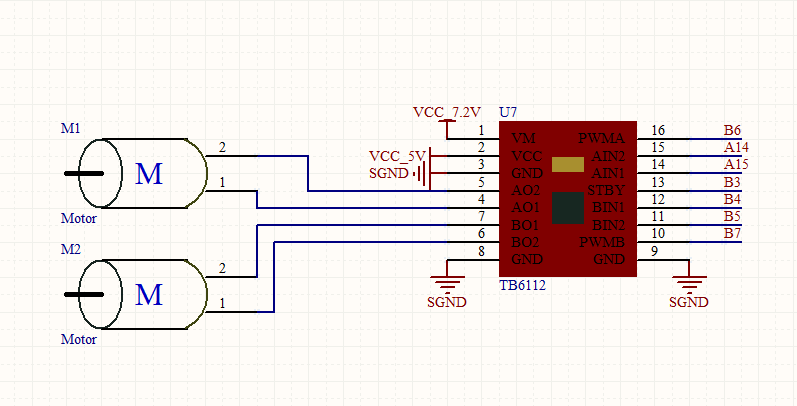 VCC_7.2V U7
M1 1 VM PWMA 16 B6
2 VCC_5V 2 VCC AIN2 15 A14
M SGND 3 GND AIN1 14 A15
1 5 AO2 STBY 13 B3
4 AO1 BIN1 12 B4
Motor 7 BO1 BIN2 11 B5
M2 6 BO2 PWMB 10 B7
2 8 GND GND 9
M
1 SGND TB6112 SGND
Motor